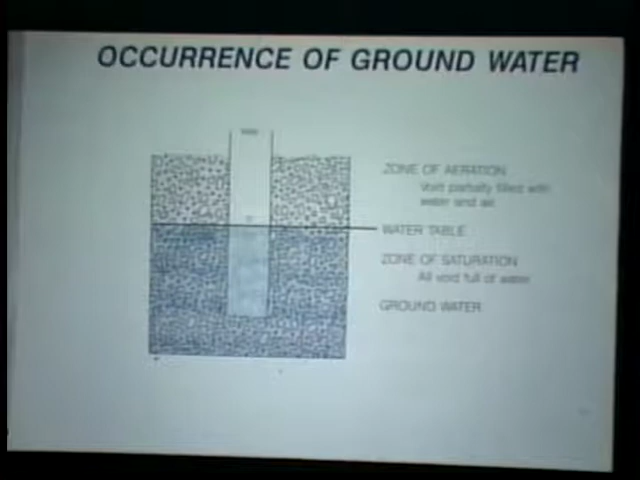 OCCURRENCE OF GROUND WATER
ZONE OF AERATION
Void partially filled with
water and air
WATER TABLE
ZONE OF SATURATION
All void full of water
GROUND WATER